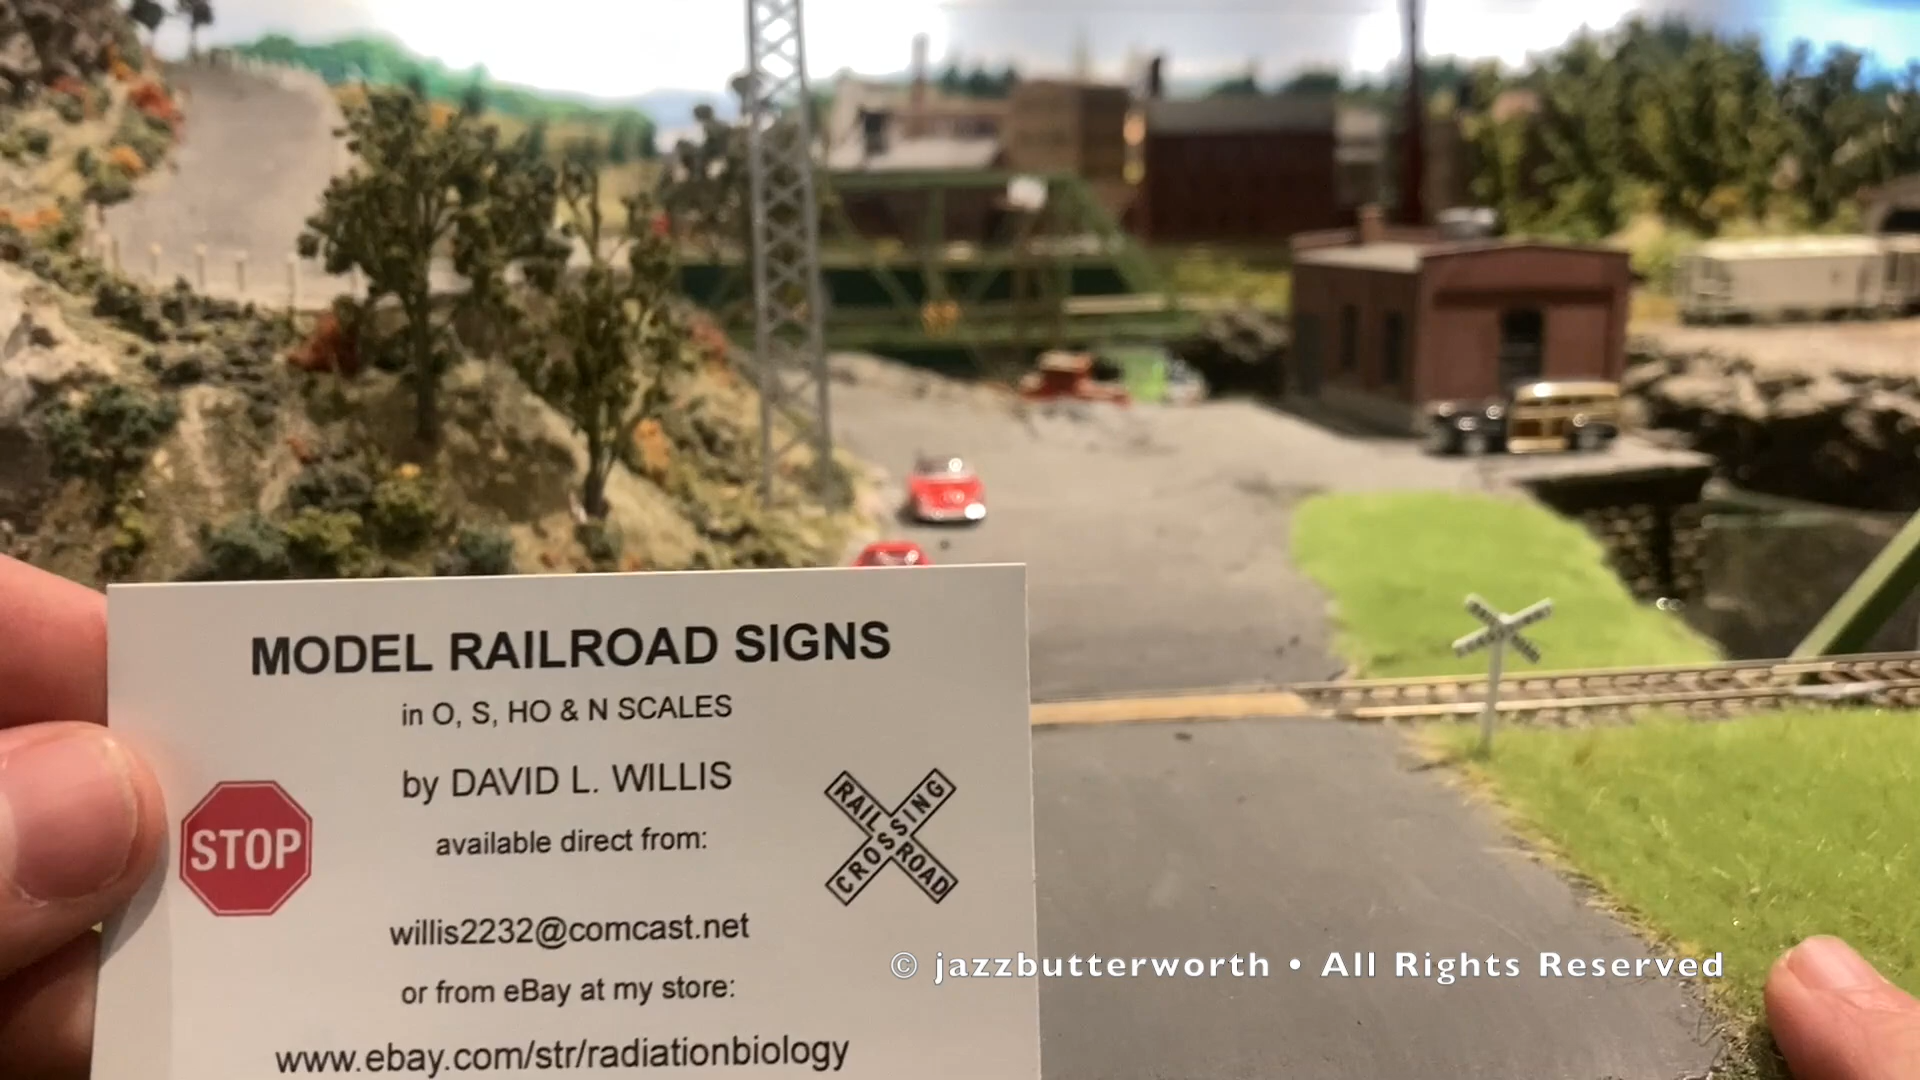 MODEL RAILROAD SIGNS
in O, S, HO & N SCALES
by DAVID L. WILLIS
available direct from:
STOP
RAILROAD
CROSSING
willis2232@comcast.net
or from eBay at my store:
www.ebay.com/str/radiationbiology
© jazzbutterworth • All Rights Reserved